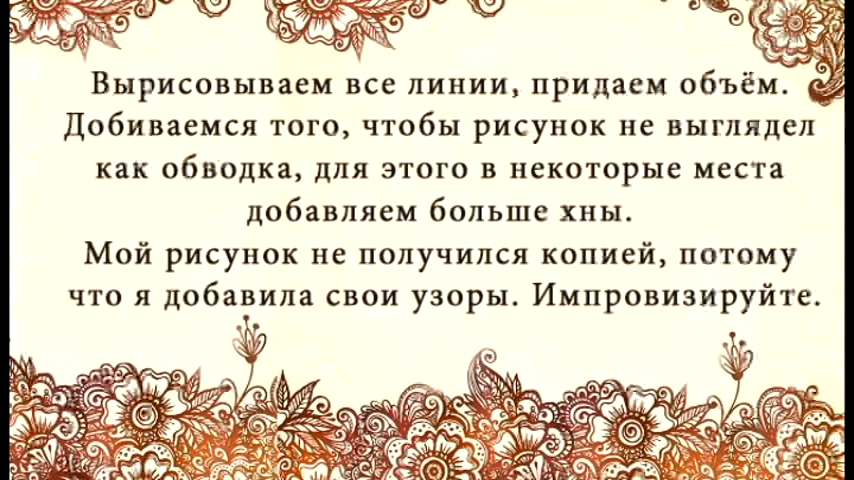 Вырисовываем все линии, придаем объём.
Добиваемся того, чтобы рисунок не выглядел
как обводка, для этого в некоторые места
добавляем больше хны.
Мой рисунок не получился копией, потому
что я добавила свои узоры. Импровизируйте.